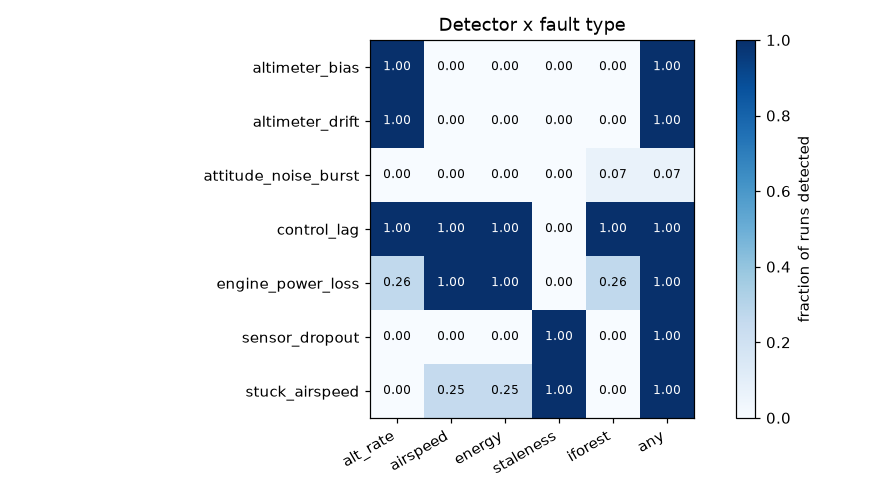 Detector x fault type
altimeter_bias 1.00 0.00 0.00 0.00 0.00 1.00
altimeter_drift 1.00 0.00 0.00 0.00 0.00 1.00
attitude_noise_burst 0.00 0.00 0.00 0.00 0.07 0.07
control_lag 1.00 1.00 1.00 0.00 1.00 1.00
engine_power_loss 0.26 1.00 1.00 0.00 0.26 1.00
sensor_dropout 0.00 0.00 0.00 1.00 0.00 1.00
stuck_airspeed 0.00 0.25 0.25 1.00 0.00 1.00
alt_rate airspeed energy staleness iforest any
1.0
0.8
0.6
0.4
0.2
0.0
fraction of runs detected